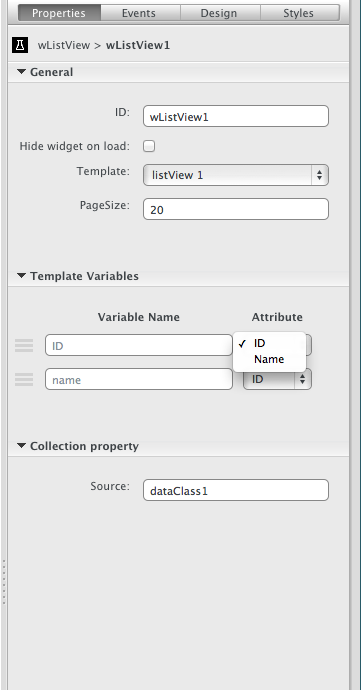 Properties Events Design Styles
wListView > wListView1
General
ID: wListView1
Hide widget on load:
Template: listView 1
PageSize: 20
Template Variables
Variable Name Attribute
ID ✓ ID
Name
name ID
Collection property
Source: dataClass1